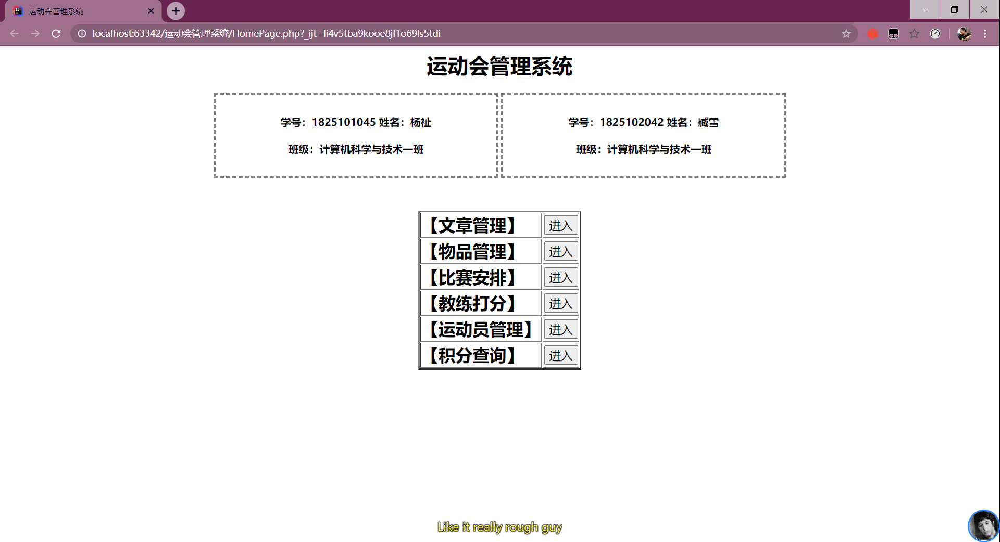 运动会管理系统
localhost:63342/运动会管理系统/HomePage.php?_ijt=li4v5tba9kooe8jl1o69ls5tdi
运动会管理系统
学号：1825101045 姓名：杨祉
班级：计算机科学与技术一班
学号：1825102042 姓名：臧雪
班级：计算机科学与技术一班
【文章管理】 进入
【物品管理】 进入
【比赛安排】 进入
【教练打分】 进入
【运动员管理】 进入
【积分查询】 进入
Like it really rough guy